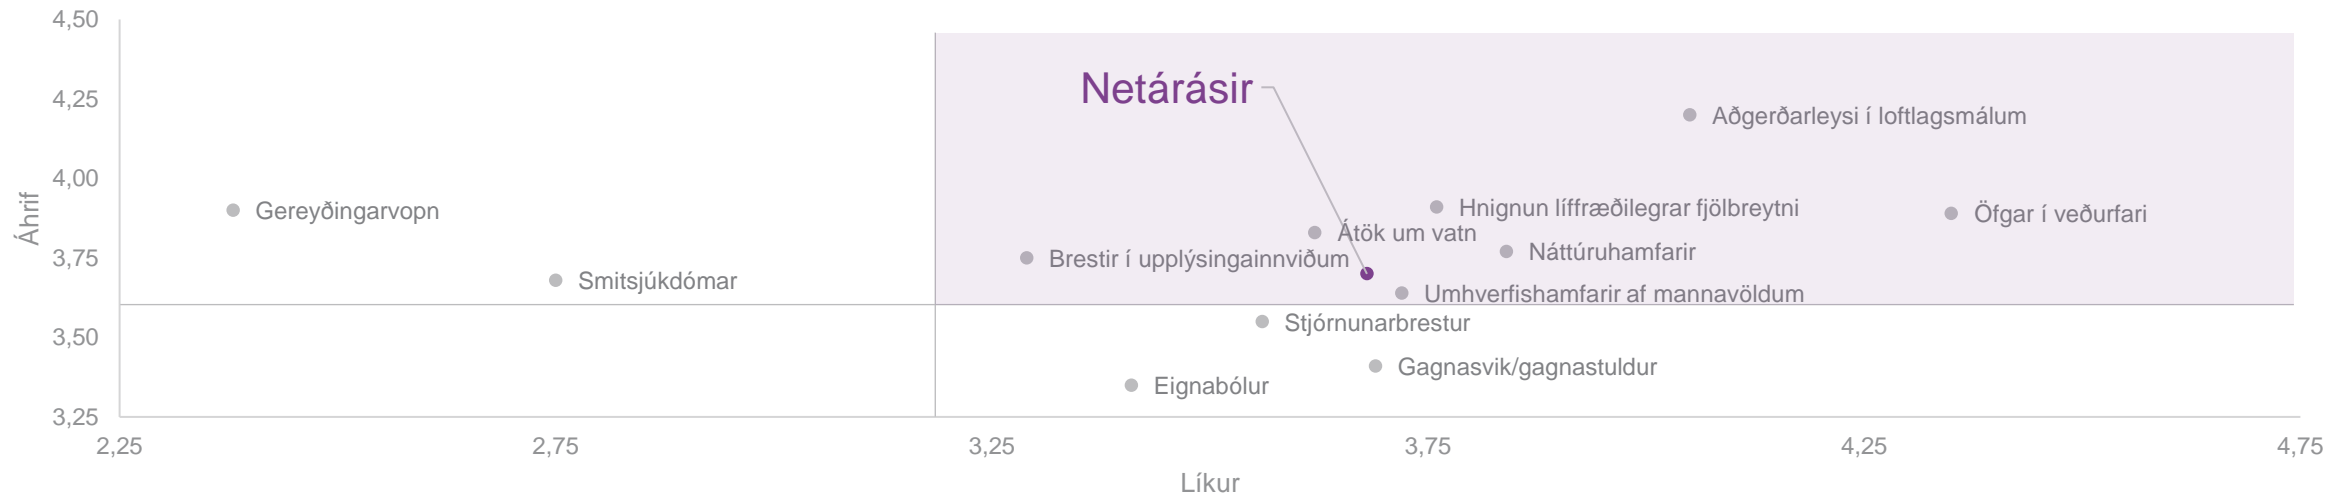 4,50
4,25
4,00
3,75
3,50
3,25
Áhrif
Netárásir
Aðgerðarleysi í loftlagsmálum
Gereyðingarvopn
Hnignun líffræðilegrar fjölbreytni
Öfgar í veðurfari
Átök um vatn
Brestir í upplýsingainnviðum
Náttúruhamfarir
Smitsjúkdómar
Umhverfishamfarir af mannavöldum
Stjórnunarbrestur
Gagnasvik/gagnastuldur
Eignabólur
2,25 2,75 3,25 3,75 4,25 4,75
Líkur